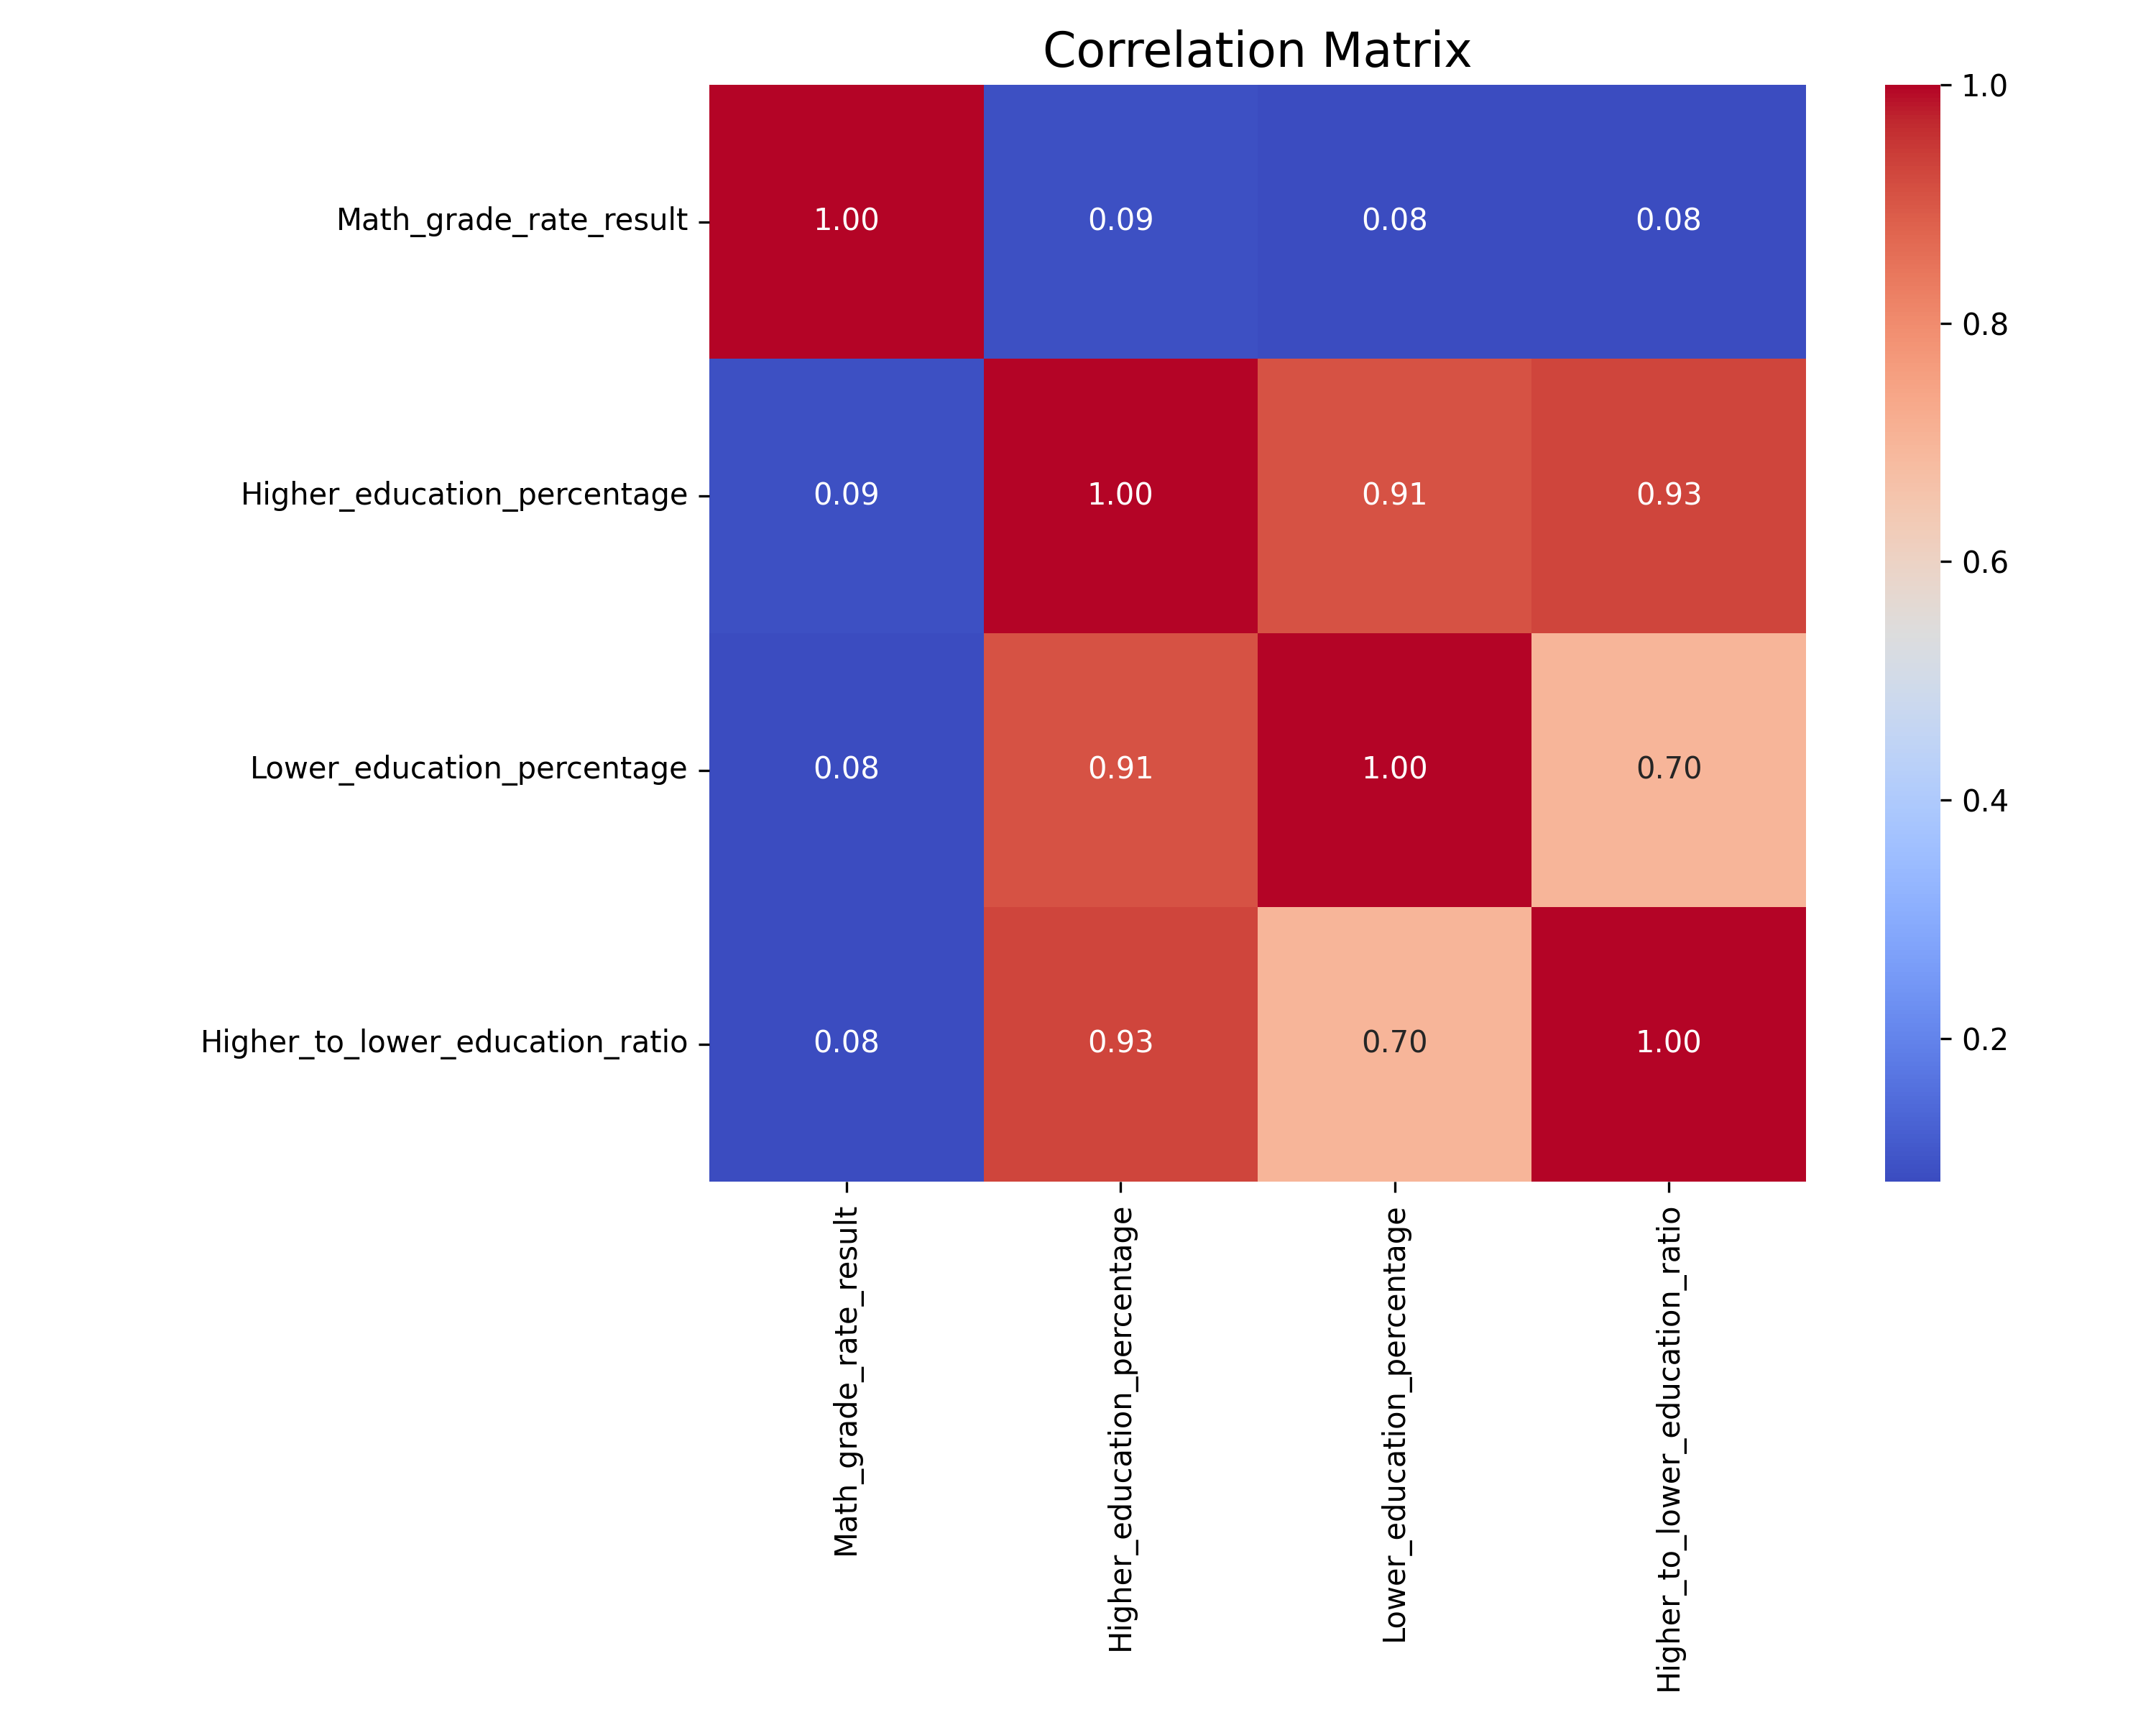 Correlation Matrix
Math_grade_rate_result
1.00 0.09 0.08 0.08
Higher_education_percentage
0.09 1.00 0.91 0.93
Lower_education_percentage
0.08 0.91 1.00 0.70
Higher_to_lower_education_ratio
0.08 0.93 0.70 1.00
Math_grade_rate_result
Higher_education_percentage
Lower_education_percentage
Higher_to_lower_education_ratio
1.0
0.8
0.6
0.4
0.2